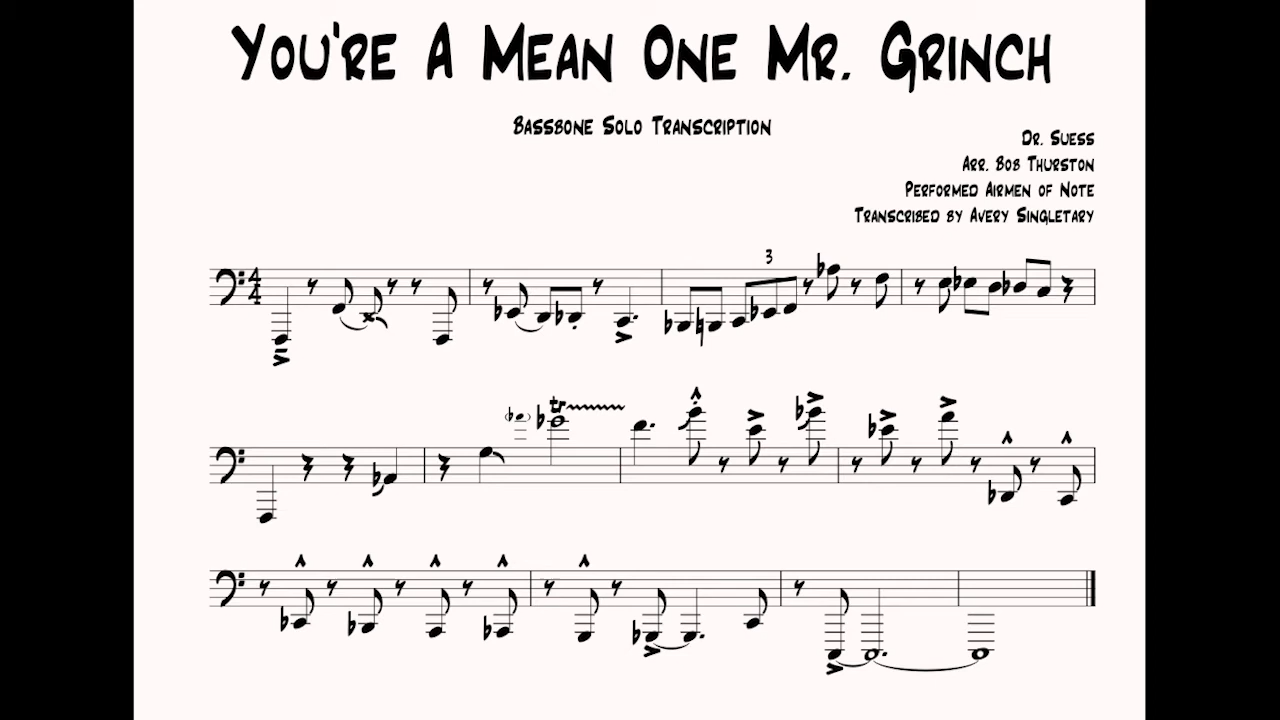 You're A Mean One Mr. Grinch
Bassbone Solo Transcription
Dr. Suess
Arr. Bob Thurston
Performed Airmen of Note
Transcribed by Avery Singletary
3
4
4
(♭)
tr